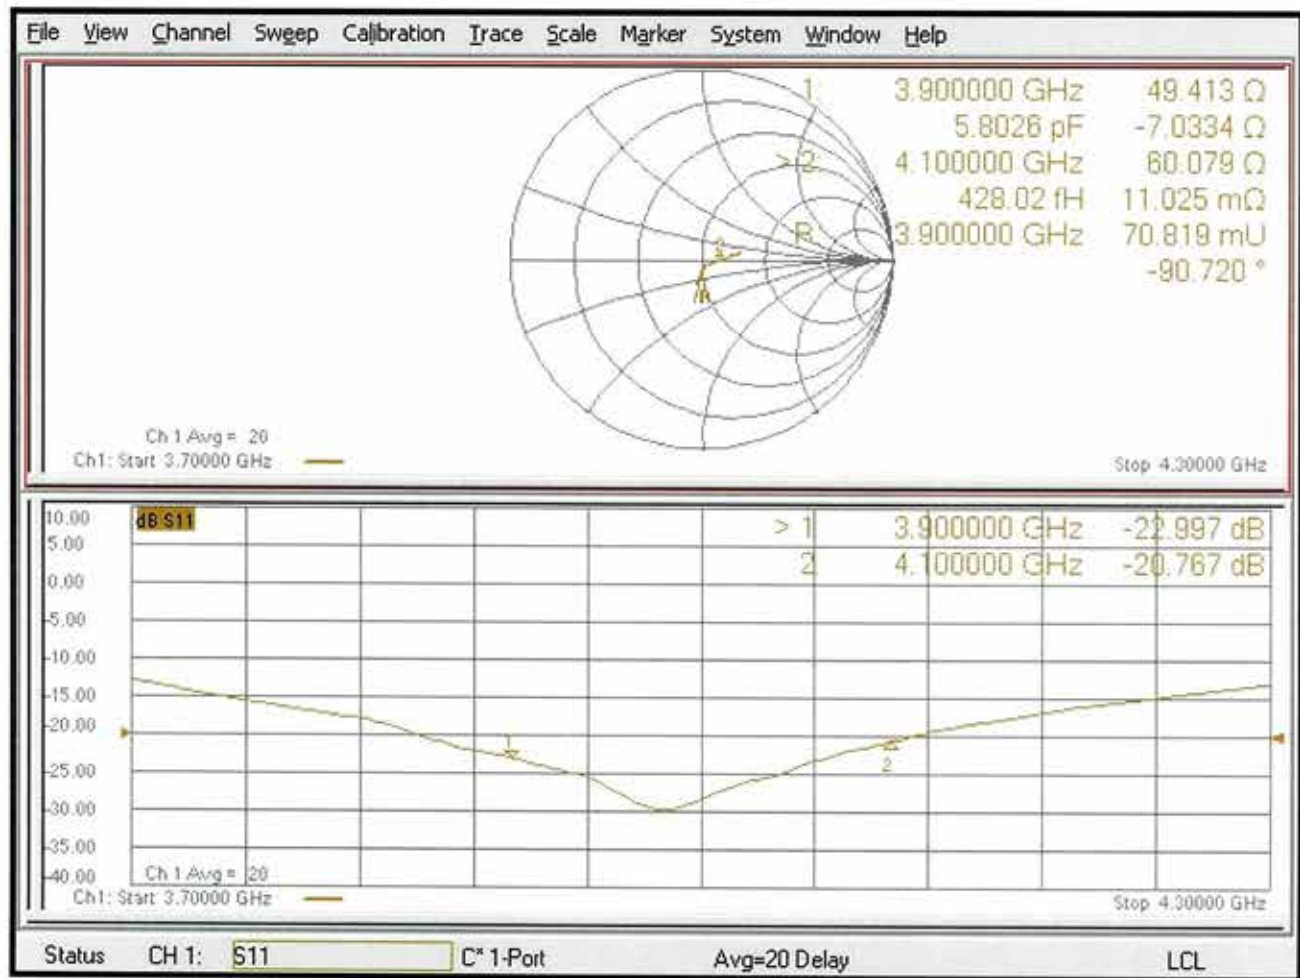 File View Channel Sweep Calibration Trace Scale Marker System Window Help
1 3.900000 GHz 49.413 Ω
5.8026 pF -7.0334 Ω
> 2 4.100000 GHz 60.079 Ω
428.02 fH 11.025 mΩ
R 3.900000 GHz 70.819 mU
-90.720 °
2
1
R
Ch 1 Avg = 20
Ch1: Start 3.70000 GHz
Stop 4.30000 GHz
10.00 dB S11
> 1 3.900000 GHz -22.997 dB
5.00
2 4.100000 GHz -20.767 dB
0.00
-5.00
-10.00
-15.00
-20.00
1
2
-25.00
-30.00
-35.00
-40.00
Ch 1 Avg = 20
Ch1: Start 3.70000 GHz
Stop 4.30000 GHz
Status CH 1: S11 C* 1-Port Avg=20 Delay LCL